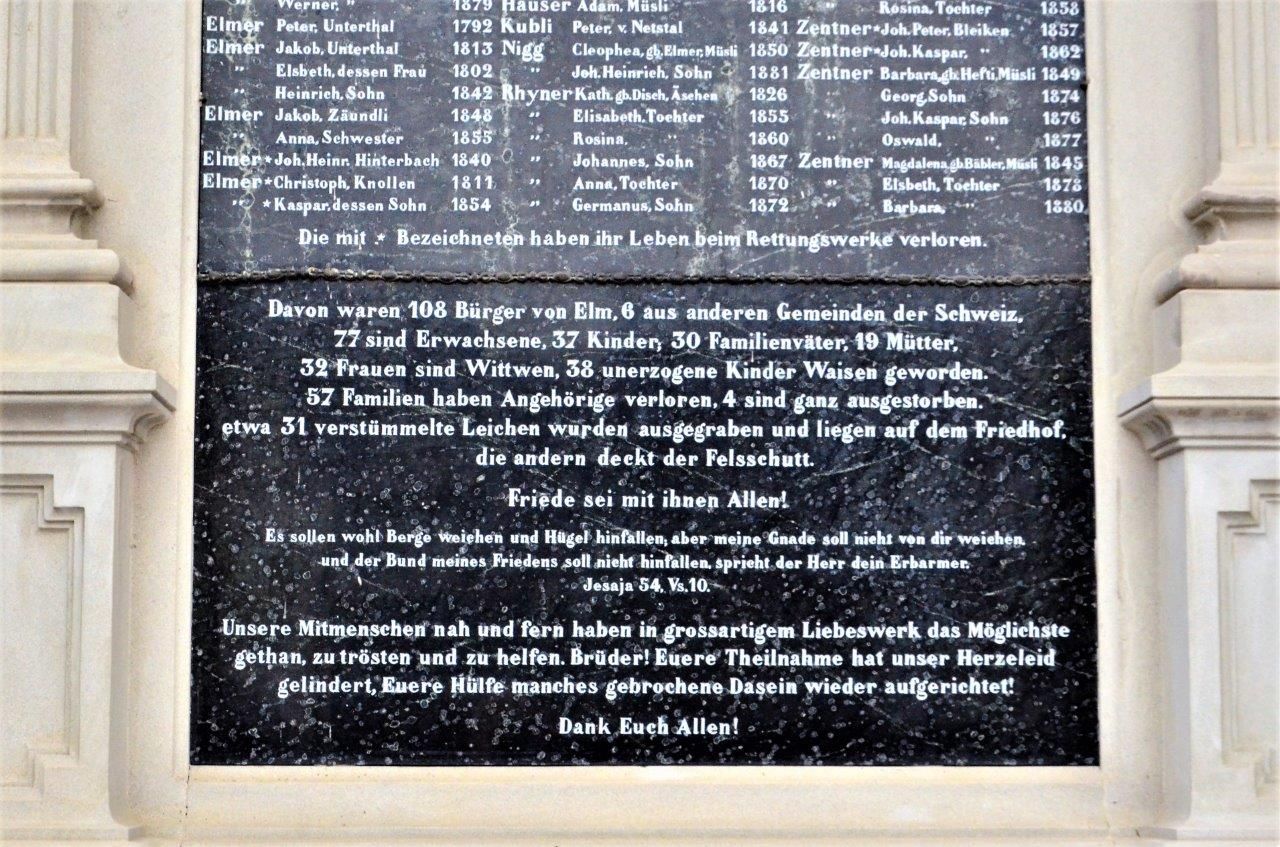 " Werner, " 1879 Hauser Adam, Müsli 1816 " Rosina, Tochter 1858
Elmer Peter, Unterthal 1792 Kubli Peter, v. Netstal 1841 Zentner * Joh. Peter, Bleiken 1857
Elmer Jakob, Unterthal 1813 Nigg Cleophea, gb. Elmer, Müsli 1850 Zentner * Joh. Kaspar, " 1862
" Elsbeth, dessen Frau 1802 " Joh. Heinrich, Sohn 1881 Zentner Barbara, gb. Hefti, Müsli 1849
" Heinrich, Sohn 1842 Rhyner Kath. gb. Disch, Äschen 1826 " Georg, Sohn 1874
Elmer Jakob, Zäundli 1848 " Elisabeth, Tochter 1855 " Joh. Kaspar, Sohn 1876
" Anna, Schwester 1855 " Rosina, " 1860 " Oswald, " 1877
Elmer * Joh. Heinr. Hinterbach 1840 " Johannes, Sohn 1867 Zentner Magdalena, gb. Bäbler, Müsli 1845
Elmer * Christoph, Knollen 1811 " Anna, Tochter 1870 " Elsbeth, Tochter 1878
" * Kaspar, dessen Sohn 1854 " Germanus, Sohn 1872 " Barbara, " 1880
Die mit * Bezeichneten haben ihr Leben beim Rettungswerke verloren.
Davon waren 108 Bürger von Elm, 6 aus anderen Gemeinden der Schweiz,
77 sind Erwachsene, 37 Kinder, 30 Familienväter, 19 Mütter,
32 Frauen sind Wittwen, 38 unerzogene Kinder Waisen geworden.
57 Familien haben Angehörige verloren, 4 sind ganz ausgestorben.
etwa 31 verstümmelte Leichen wurden ausgegraben und liegen auf dem Friedhof,
die andern deckt der Felsschutt.
Friede sei mit ihnen Allen!
Es sollen wohl Berge weichen und Hügel hinfallen, aber meine Gnade soll nicht von dir weichen,
und der Bund meines Friedens soll nicht hinfallen, spricht der Herr dein Erbarmer.
Jesaja 54, Vs. 10.
Unsere Mitmenschen nah und fern haben in grossartigem Liebeswerk das Möglichste
gethan, zu trösten und zu helfen. Brüder! Euere Theilnahme hat unser Herzeleid
gelindert, Euere Hülfe manches gebrochene Dasein wieder aufgerichtet!
Dank Euch Allen!